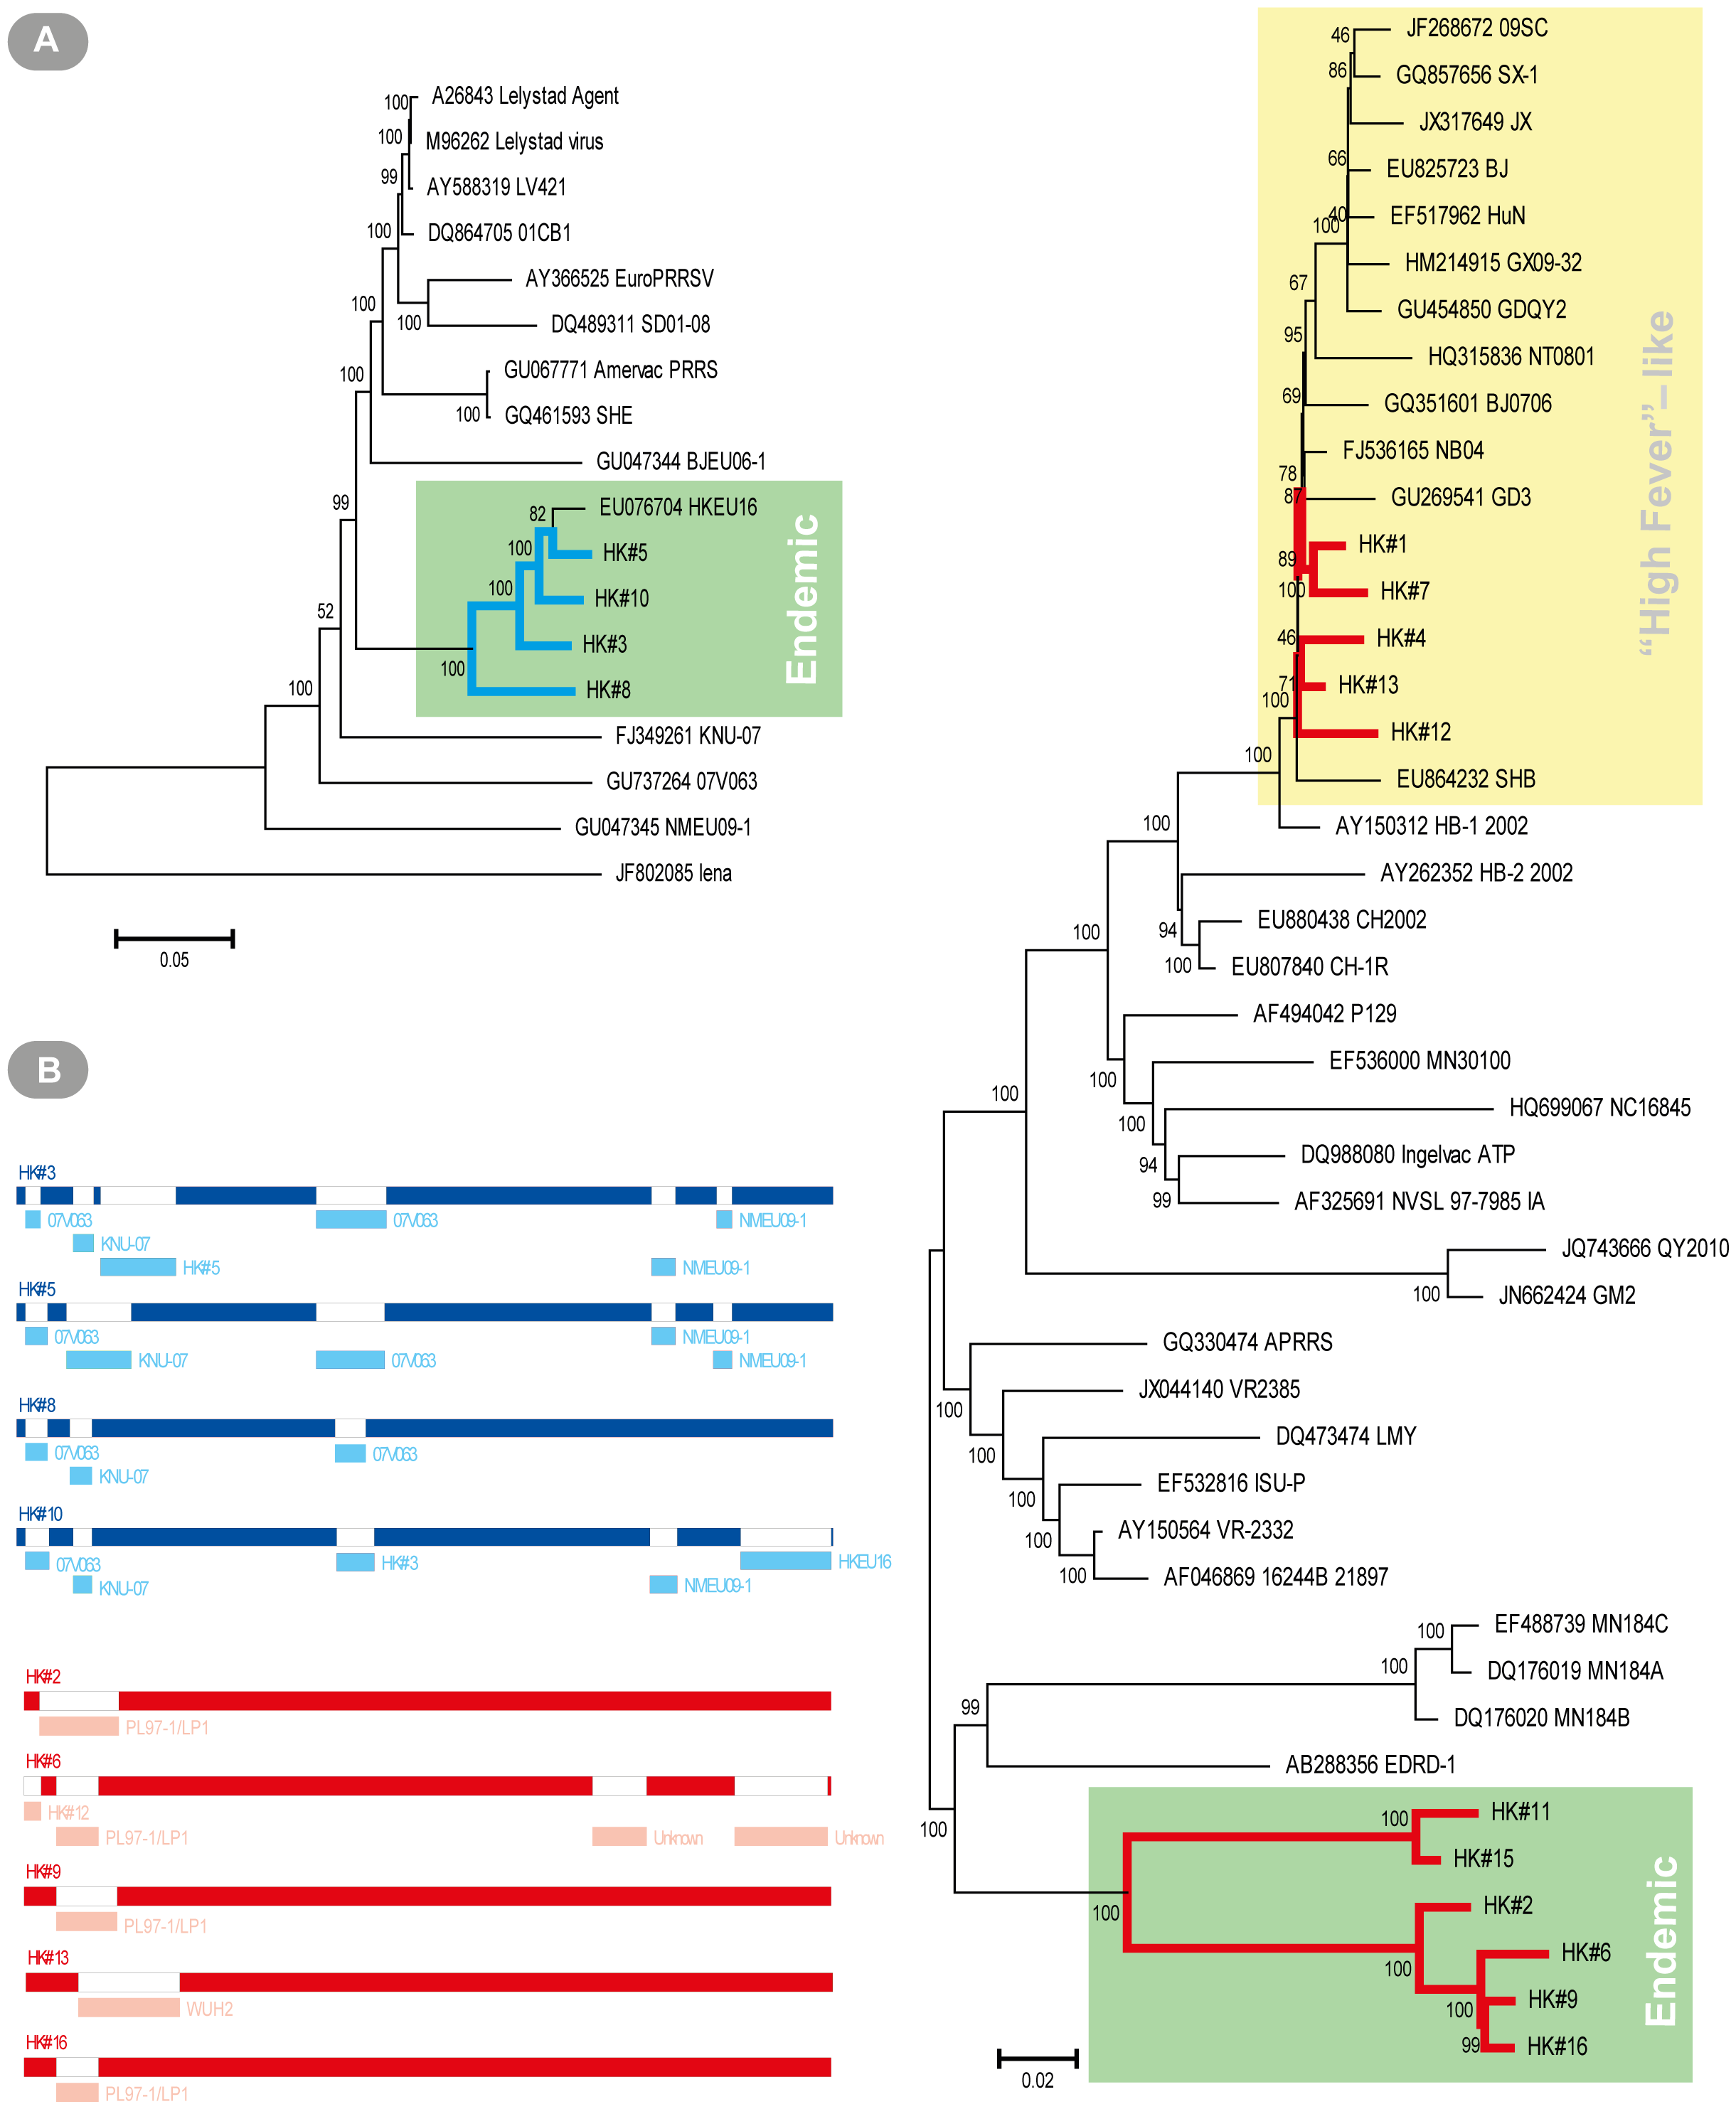 A
100
A26843 Lelystad Agent
100
M96262 Lelystad virus
99
AY588319 LV421
100
DQ864705 01CB1
AY366525 EuroPRRSV
100
100
DQ489311 SD01-08
100
GU067771 Amervac PRRS
100
GQ461593 SHE
GU047344 BJEU06-1
99
82
EU076704 HKEU16
100
HK#5
100
HK#10
52
HK#3
100
HK#8
100
FJ349261 KNU-07
GU737264 07V063
GU047345 NMEU09-1
JF802085 lena
Endemic
0.05
46
JF268672 09SC
86
GQ857656 SX-1
JX317649 JX
66
EU825723 BJ
40
EF517962 HuN
100
HM214915 GX09-32
67
GU454850 GDQY2
95
HQ315836 NT0801
69
GQ351601 BJ0706
FJ536165 NB04
78
87
GU269541 GD3
HK#1
89
100
HK#7
46
HK#4
71
HK#13
100
HK#12
100
EU864232 SHB
“High Fever”–like
100
AY150312 HB-1 2002
AY262352 HB-2 2002
100
94
EU880438 CH2002
100
EU807840 CH-1R
AF494042 P129
100
EF536000 MN30100
100
100
HQ699067 NC16845
94
DQ988080 Ingelvac ATP
99
AF325691 NVSL 97-7985 IA
JQ743666 QY2010
100
JN662424 GM2
GQ330474 APRRS
100
JX044140 VR2385
100
DQ473474 LMY
100
EF532816 ISU-P
100
AY150564 VR-2332
100
AF046869 16244B 21897
100
EF488739 MN184C
100
DQ176019 MN184A
99
DQ176020 MN184B
AB288356 EDRD-1
100
100
HK#11
HK#15
100
HK#2
100
HK#6
100
HK#9
99
HK#16
Endemic
0.02
B
HK#3
07V063
07V063
NMEU09-1
KNU-07
HK#5
NMEU09-1
HK#5
07V063
NMEU09-1
KNU-07
07V063
NMEU09-1
HK#8
07V063
07V063
KNU-07
HK#10
07V063
HK#3
HKEU16
KNU-07
NMEU09-1
HK#2
PL97-1/LP1
HK#6
HK#12
PL97-1/LP1
Unknown
Unknown
HK#9
PL97-1/LP1
HK#13
WUH2
HK#16
PL97-1/LP1